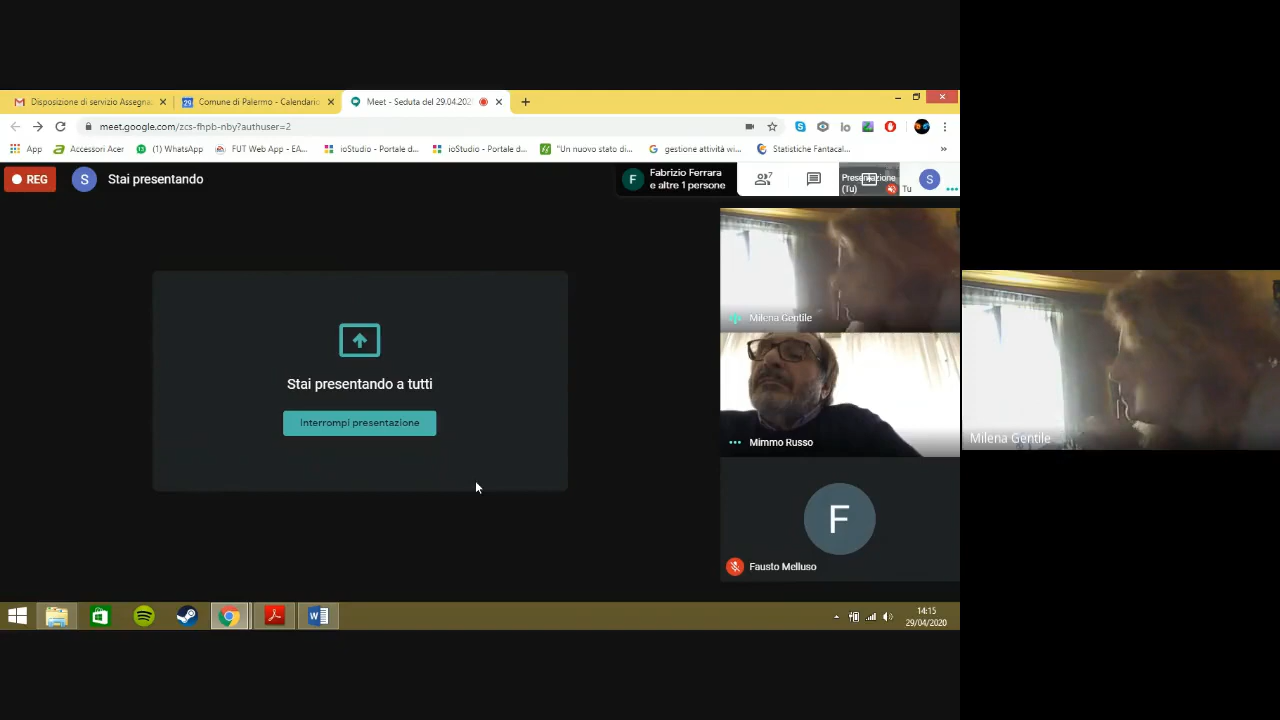 Disposizione di servizio Assegna
Comune di Palermo - Calendario
Meet - Seduta del 29.04.202
meet.google.com/zcs-fhpb-nby?authuser=2
App
Accessori Acer
(1) WhatsApp
FUT Web App - EA...
ioStudio - Portale d...
ioStudio - Portale d...
"Un nuovo stato di...
gestione attività wi...
Statistiche Fantacal...
»
REG
S
Stai presentando
F
Fabrizio Ferrara
e altre 1 persone
7
Presentazione
(Tu)
Tu
S
Milena Gentile
Stai presentando a tutti
Interrompi presentazione
Mimmo Russo
Milena Gentile
F
Fausto Melluso
14:15
29/04/2020